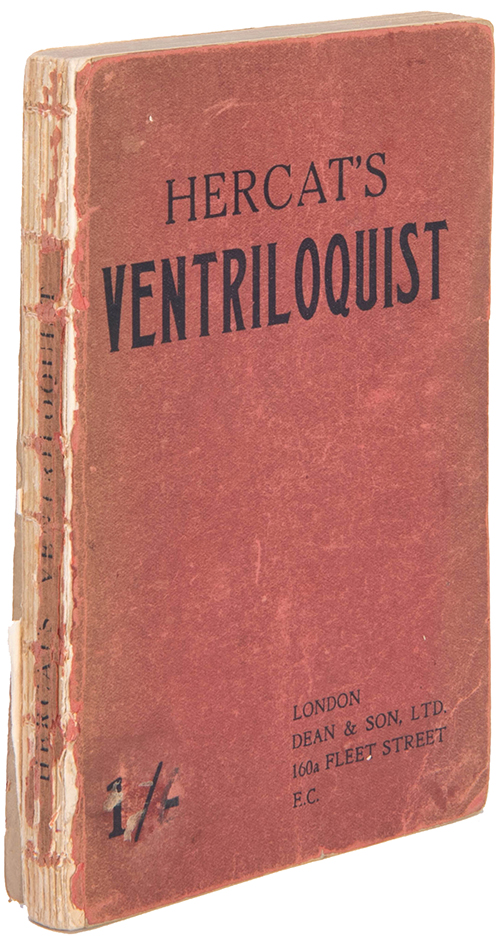 HERCAT'S
VENTRILOQUIST
LONDON
DEAN & SON, LTD.
160a FLEET STREET
E.C.
1/-
HERCAT'S VENTRILOQUIST